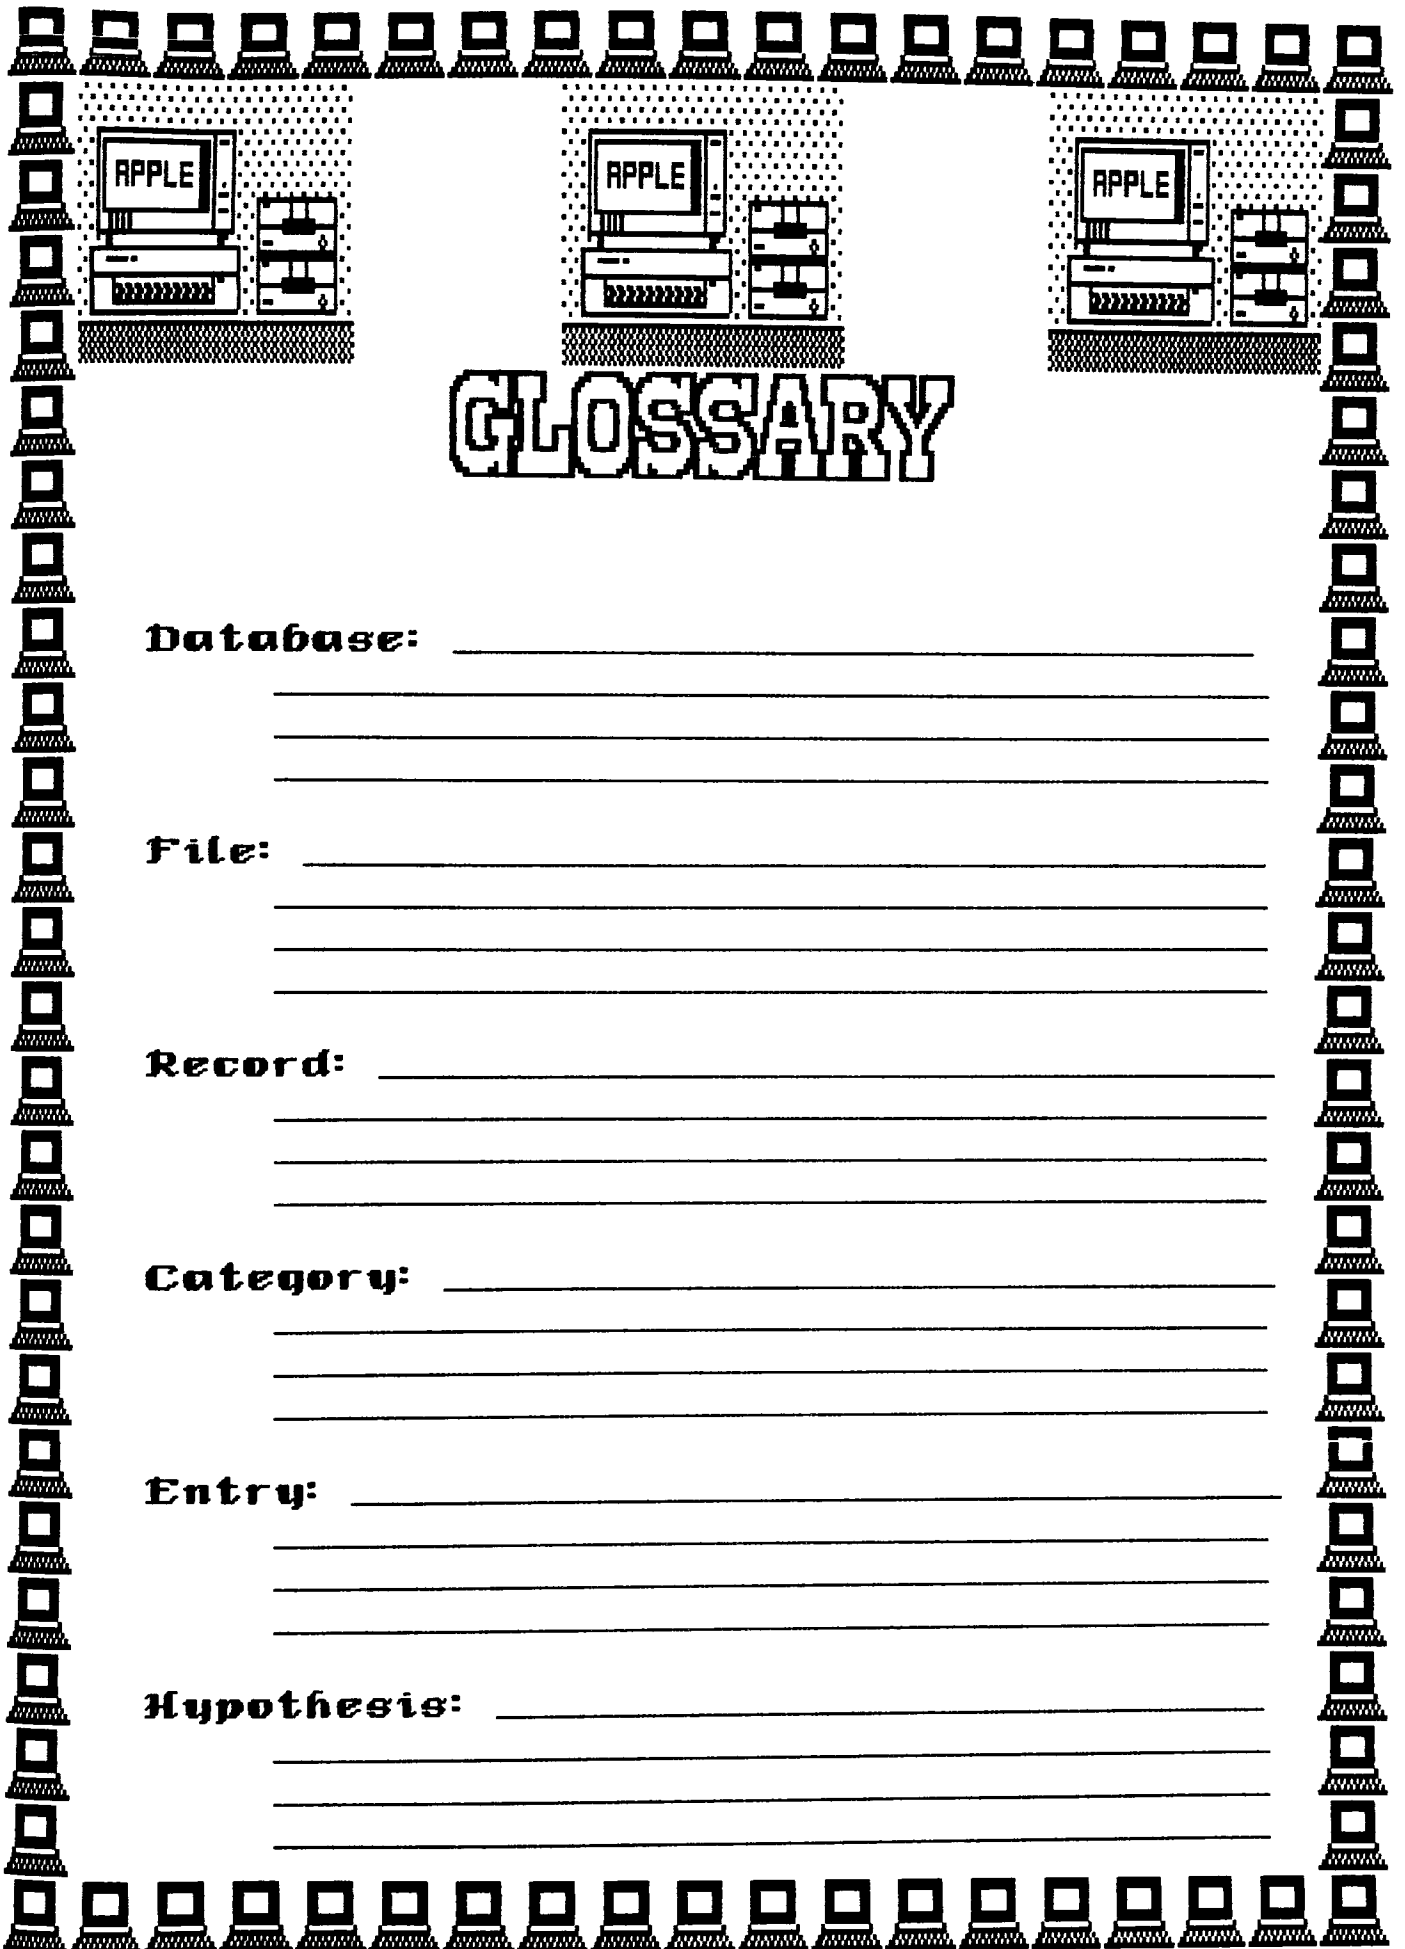 APPLE APPLE APPLE
GLOSSARY
Database:
File:
Record:
Category:
Entry:
Hypothesis: